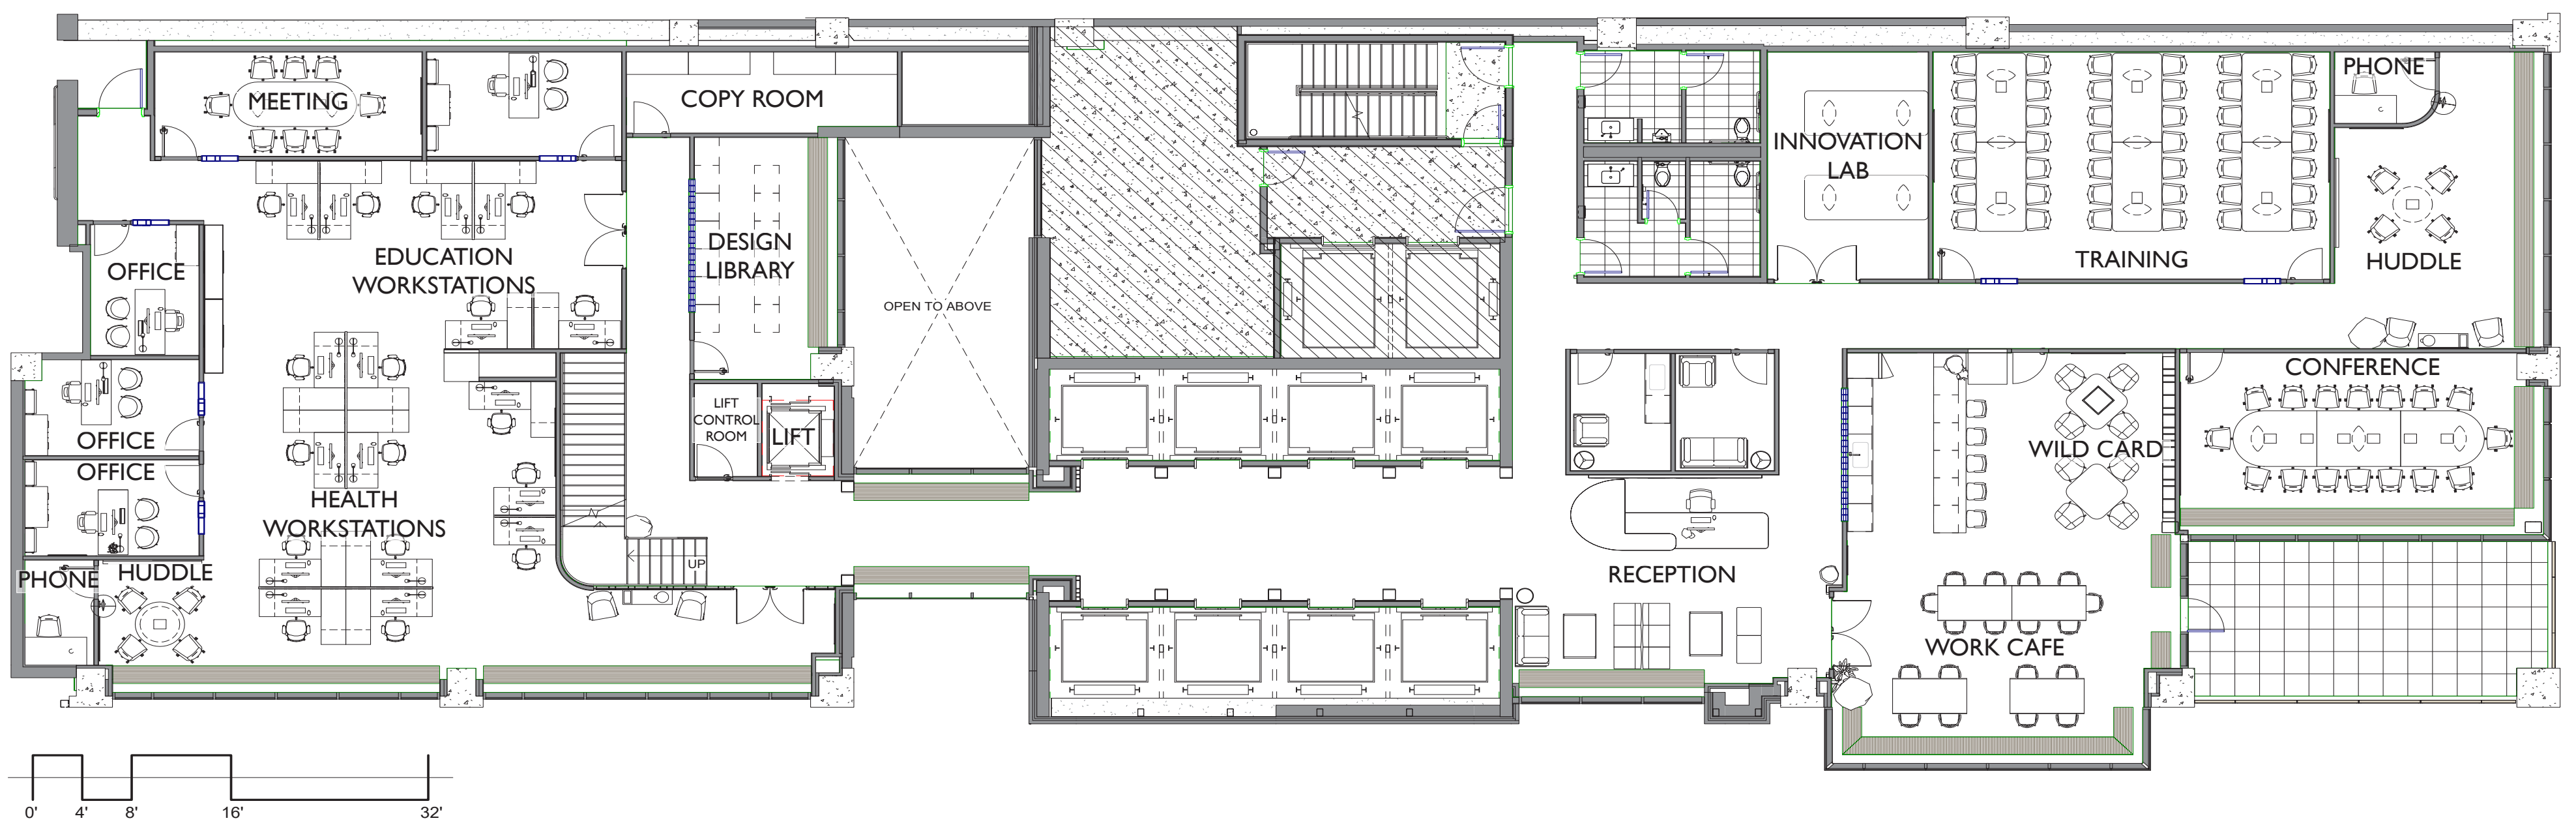 MEETING
COPY ROOM
PHONE
INNOVATION
LAB
EDUCATION
WORKSTATIONS
DESIGN
LIBRARY
TRAINING
HUDDLE
OFFICE
OPEN TO ABOVE
CONFERENCE
LIFT
CONTROL
ROOM
LIFT
OFFICE
WILD CARD
OFFICE
HEALTH
WORKSTATIONS
PHONE
HUDDLE
UP
RECEPTION
WORK CAFE
0' 4' 8' 16' 32'